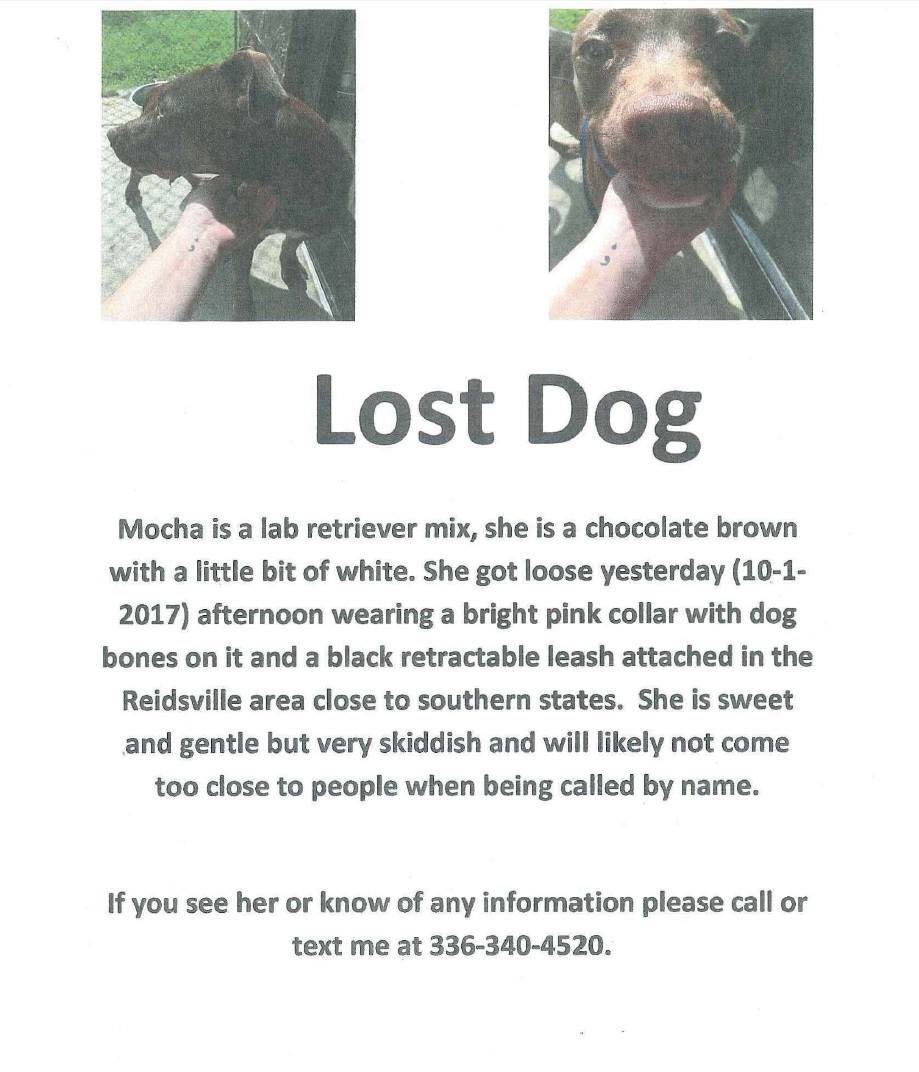 Lost Dog
Mocha is a lab retriever mix, she is a chocolate brown
with a little bit of white. She got loose yesterday (10-1-
2017) afternoon wearing a bright pink collar with dog
bones on it and a black retractable leash attached in the
Reidsville area close to southern states. She is sweet
and gentle but very skiddish and will likely not come
too close to people when being called by name.
If you see her or know of any information please call or
text me at 336-340-4520.